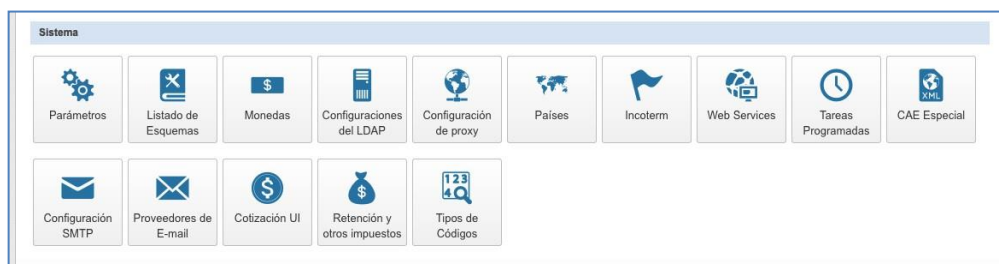 Sistema
Parámetros
Listado de
Esquemas
$
Monedas
Configuraciones
del LDAP
Configuración
de proxy
Países
Incoterm
Web Services
Tareas
Programadas
XML
CAE Especial
Configuración
SMTP
Proveedores de
E-mail
$
Cotización UI
$
Retención y
otros impuestos
123
4
Tipos de
Códigos